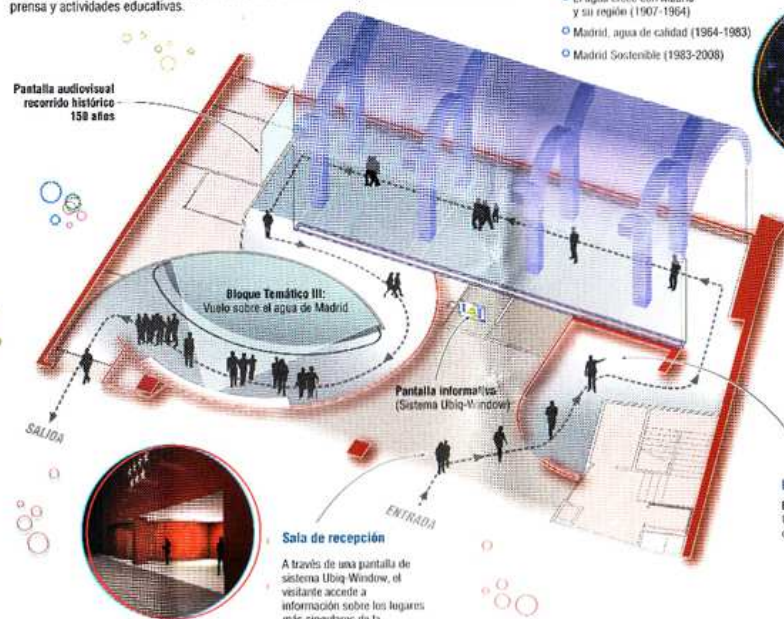 prensa y actividades educativas.
y su región (1907-1964)
Madrid, agua de calidad (1964-1983)
Madrid Sostenible (1983-2008)
Pantalla audiovisual
recorrido histórico
150 años
Bloque Temático III:
Vuelo sobre el agua de Madrid
Pantalla informativa
(Sistema Ubiq-Window)
SALIDA
ENTRADA
Sala de recepción
A través de una pantalla de
sistema Ubiq-Window, el
visitante accede a
información sobre los lugares